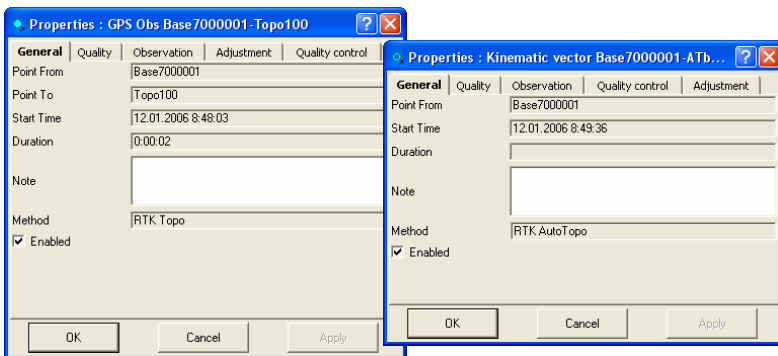 Properties : GPS Obs Base7000001-Topo100
General Quality Observation Adjustment Quality control
Point From Base7000001
Point To Topo100
Start Time 12.01.2006 8:48:03
Duration 0:00:02
Note
Method RTK Topo
Enabled
OK Cancel Apply
Properties : Kinematic vector Base7000001-ATb...
General Quality Observation Quality control Adjustment
Point From Base7000001
Start Time 12.01.2006 8:49:36
Duration
Note
Method RTK AutoTopo
Enabled
OK Cancel Apply